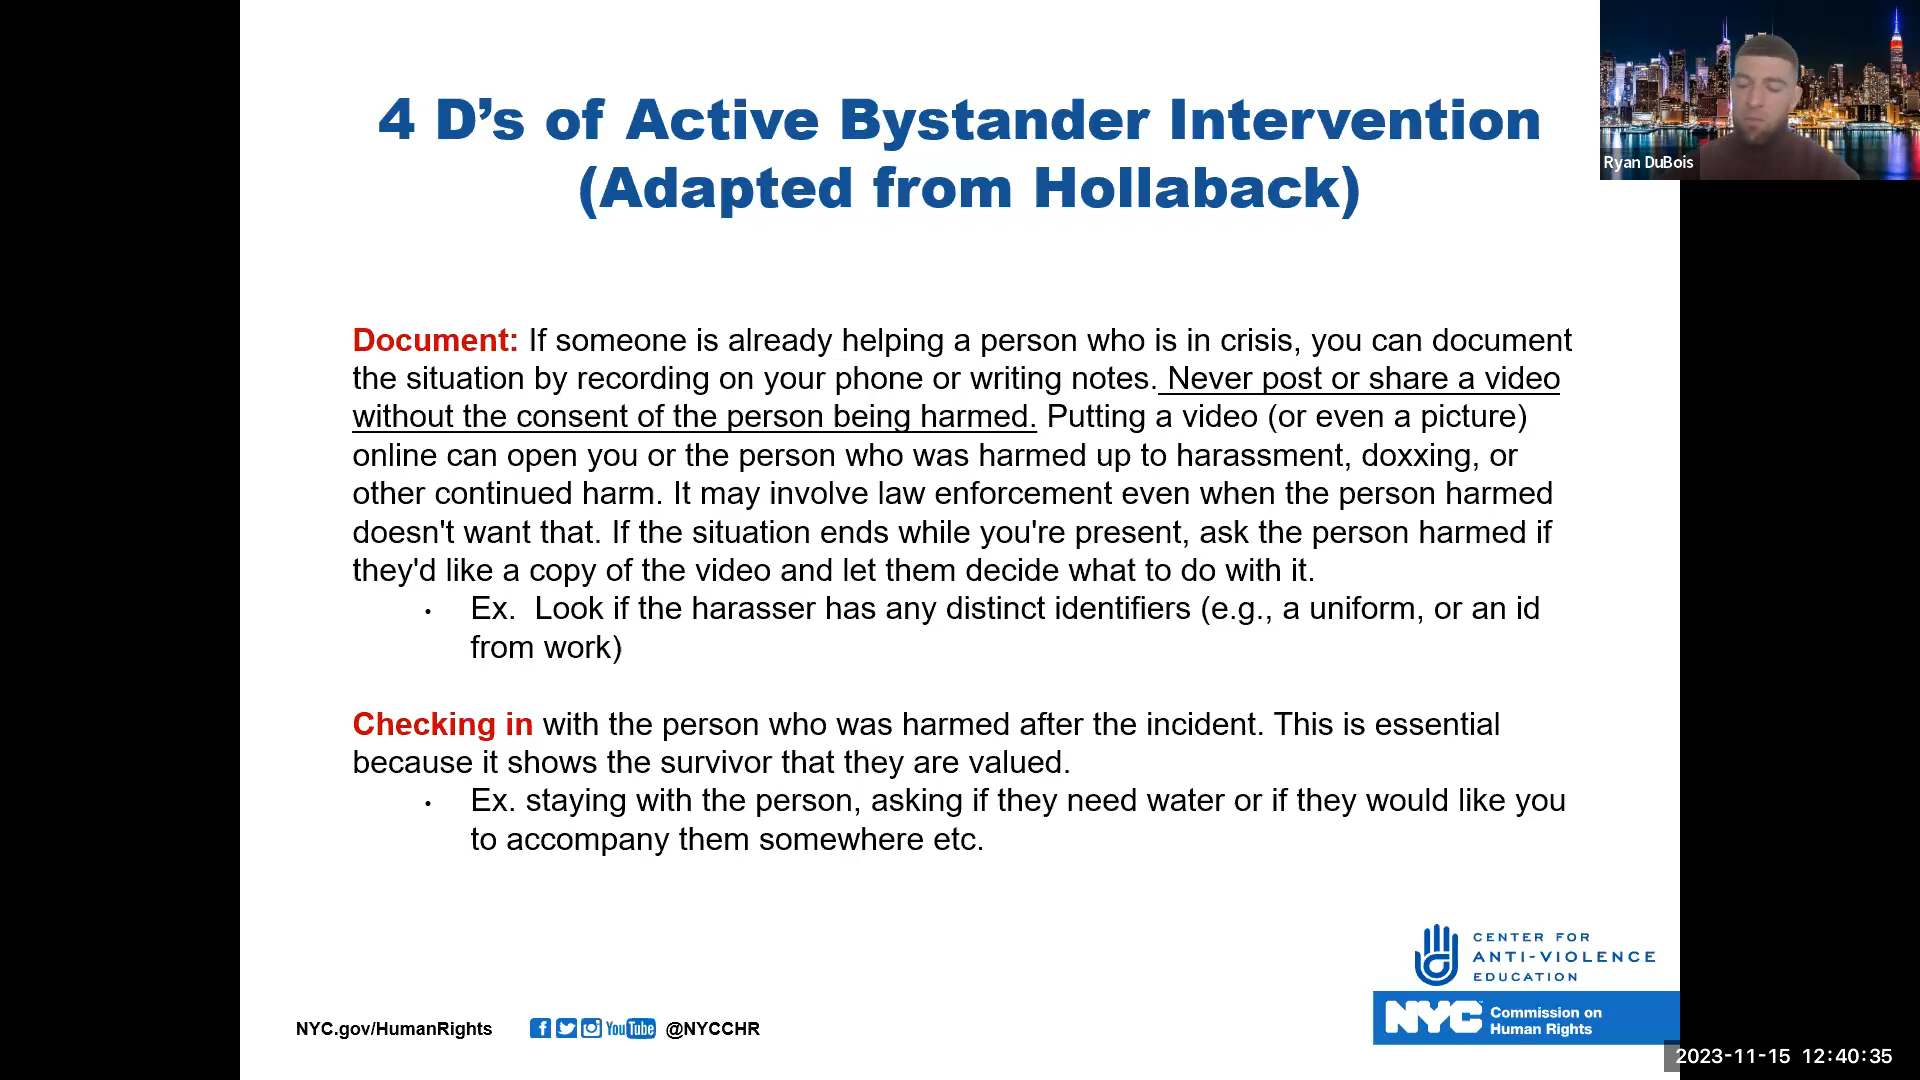 4 D’s of Active Bystander Intervention
(Adapted from Hollaback)
Ryan DuBois
Document: If someone is already helping a person who is in crisis, you can document
the situation by recording on your phone or writing notes. Never post or share a video
without the consent of the person being harmed. Putting a video (or even a picture)
online can open you or the person who was harmed up to harassment, doxxing, or
other continued harm. It may involve law enforcement even when the person harmed
doesn't want that. If the situation ends while you're present, ask the person harmed if
they'd like a copy of the video and let them decide what to do with it.
• Ex. Look if the harasser has any distinct identifiers (e.g., a uniform, or an id
from work)
Checking in with the person who was harmed after the incident. This is essential
because it shows the survivor that they are valued.
• Ex. staying with the person, asking if they need water or if they would like you
to accompany them somewhere etc.
CENTER FOR
ANTI-VIOLENCE
EDUCATION
NYC Commission on
Human Rights
NYC.gov/HumanRights YouTube @NYCCHR
2023-11-15 12:40:35